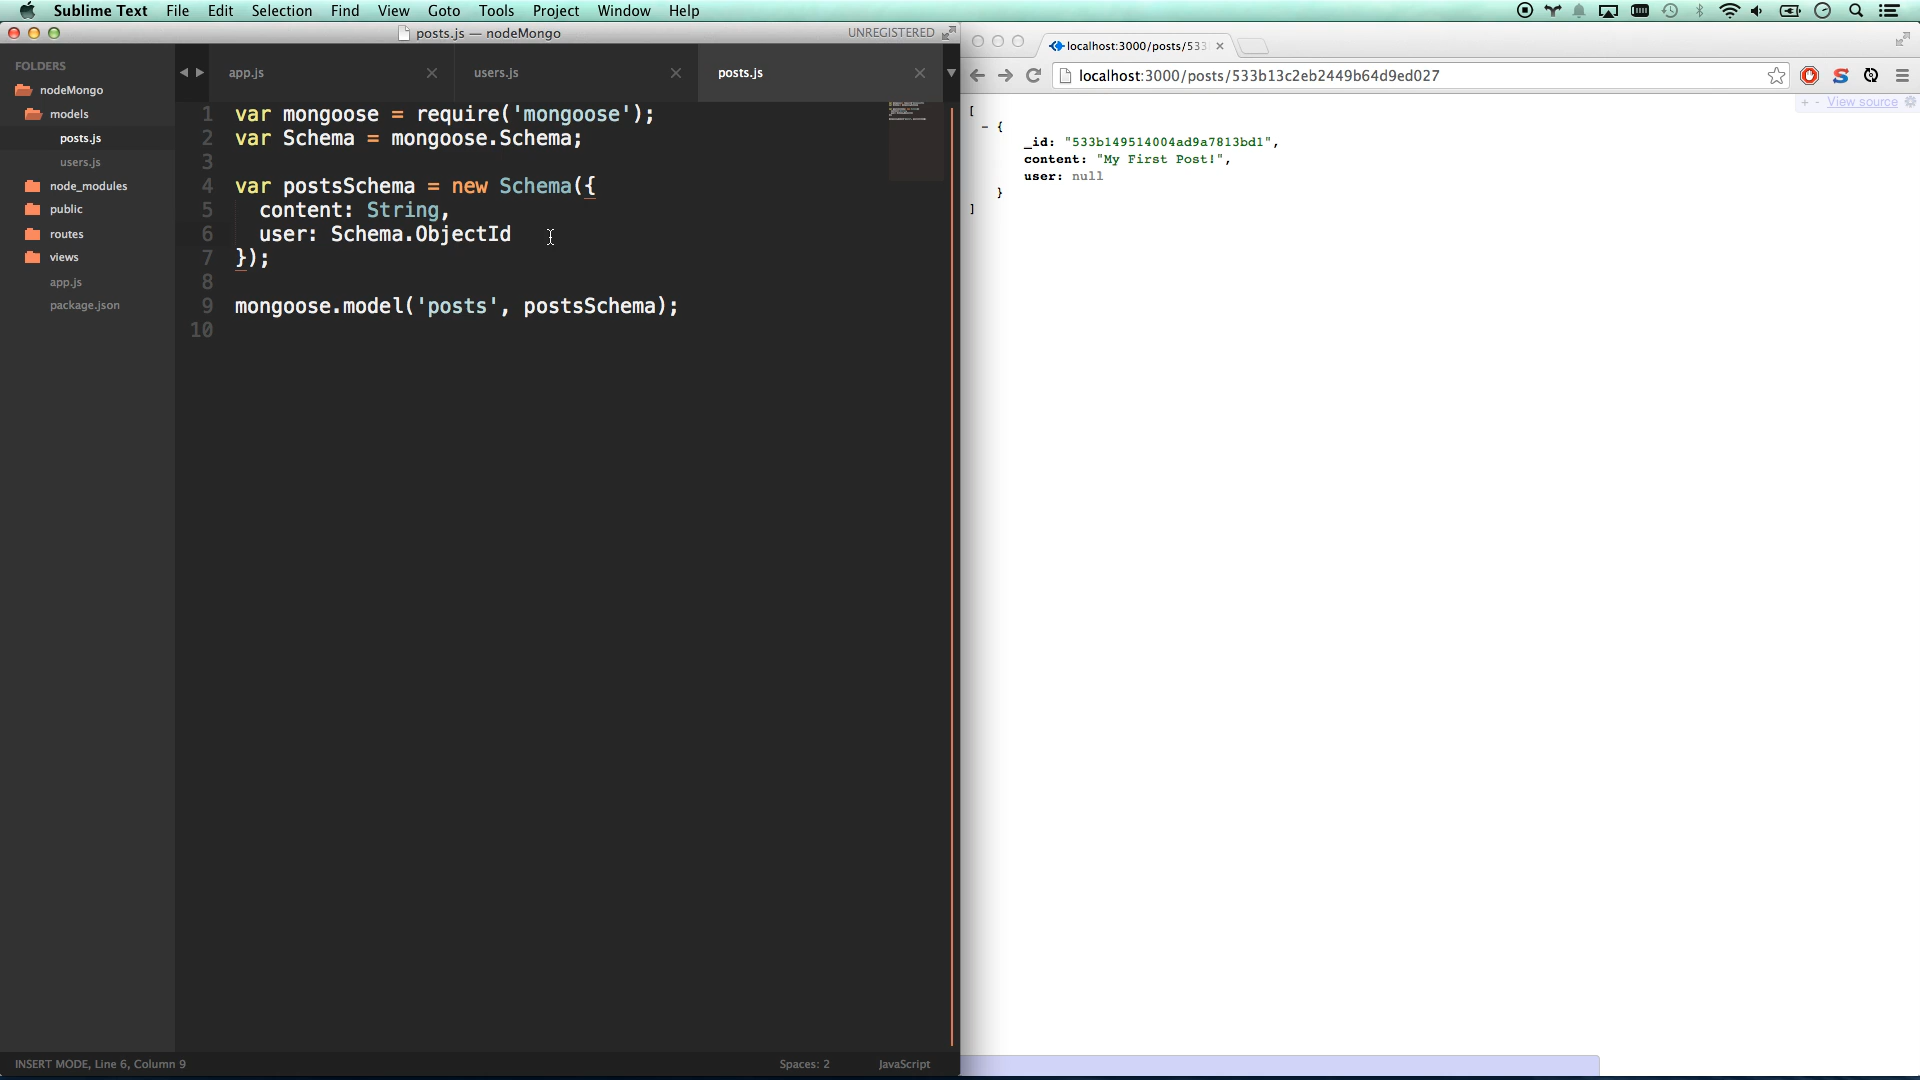 Sublime Text File Edit Selection Find View Goto Tools Project Window Help
posts.js — nodeMongo
UNREGISTERED
FOLDERS
nodeMongo
models
posts.js
users.js
node_modules
public
routes
views
app.js
package.json
app.js
users.js
posts.js
1 var mongoose = require('mongoose');
2 var Schema = mongoose.Schema;
3
4 var postsSchema = new Schema({
5 content: String,
6 user: Schema.ObjectId
7 });
8
9 mongoose.model('posts', postsSchema);
10
INSERT MODE, Line 6, Column 9
Spaces: 2
JavaScript
localhost:3000/posts/533
localhost:3000/posts/533b13c2eb2449b64d9ed027
+ - View source
[
- {
_id: "533b149514004ad9a7813bd1",
content: "My First Post!",
user: null
}
]